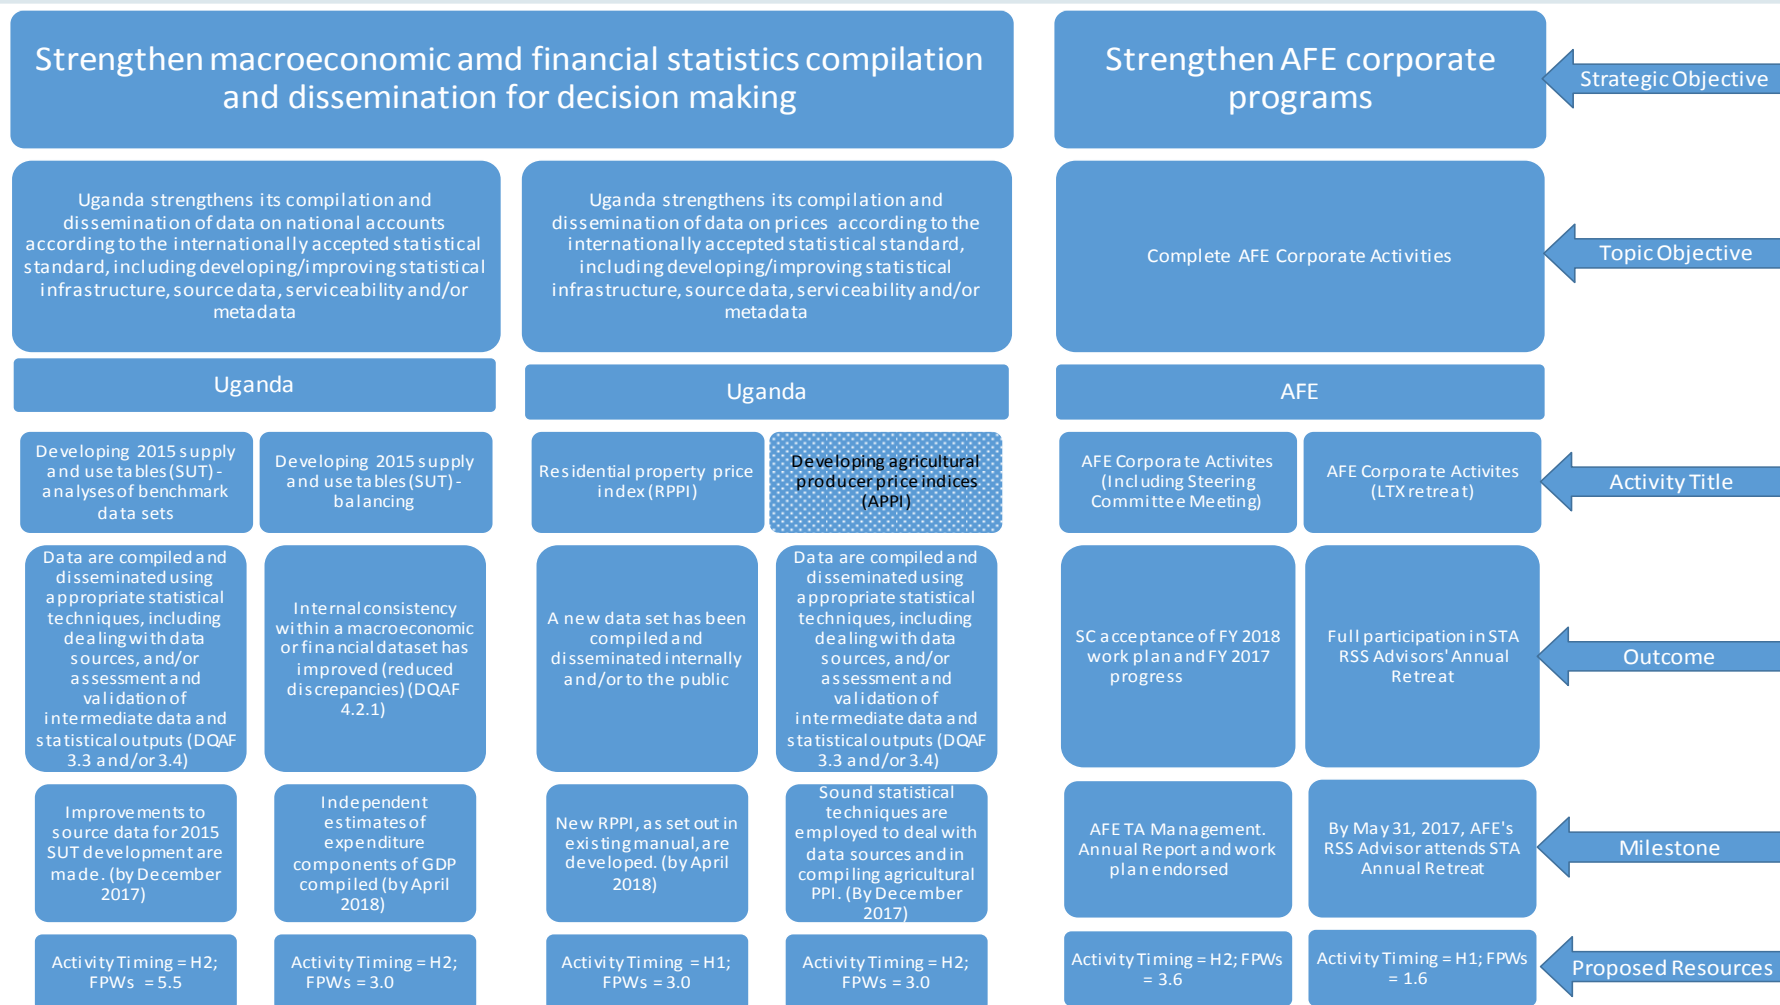 Strengthen macroeconomic amd financial statistics compilation
and dissemination for decision making
Strengthen AFE corporate
programs
Strategic Objective
Uganda strengthens its compilation and
dissemination of data on national accounts
according to the internationally accepted statistical
standard, including developing/improving statistical
infrastructure, source data, serviceability and/or
metadata
Uganda strengthens its compilation and
dissemination of data on prices according to the
internationally accepted statistical standard,
including developing/improving statistical
infrastructure, source data, serviceability and/or
metadata
Complete AFE Corporate Activities
Topic Objective
Uganda
Uganda
AFE
Developing 2015 supply
and use tables (SUT) -
analyses of benchmark
data sets
Developing 2015 supply
and use tables (SUT) -
balancing
Residential property price
index (RPPI)
Developing agricultural
producer price indices
(APPI)
AFE Corporate Activites
(Including Steering
Committee Meeting)
AFE Corporate Activites
(LTX retreat)
Activity Title
Data are compiled and
disseminated using
appropriate statistical
techniques, including
dealing with data
sources, and/or
assessment and
validation of
intermediate data and
statistical outputs (DQAF
3.3 and/or 3.4)
Internal consistency
within a macroeconomic
or financial dataset has
improved (reduced
discrepancies) (DQAF
4.2.1)
A new data set has been
compiled and
disseminated internally
and/or to the public
Data are compiled and
disseminated using
appropriate statistical
techniques, including
dealing with data
sources, and/or
assessment and
validation of
intermediate data and
statistical outputs (DQAF
3.3 and/or 3.4)
SC acceptance of FY 2018
work plan and FY 2017
progress
Full participation in STA
RSS Advisors' Annual
Retreat
Outcome
Improvements to
source data for 2015
SUT development are
made. (by December
2017)
Independent
estimates of
expenditure
components of GDP
compiled (by April
2018)
New RPPI, as set out in
existing manual, are
developed. (by April
2018)
Sound statistical
techniques are
employed to deal with
data sources and in
compiling agricultural
PPI. (By December
2017)
AFE TA Management.
Annual Report and work
plan endorsed
By May 31, 2017, AFE's
RSS Advisor attends STA
Annual Retreat
Milestone
Activity Timing = H2;
FPWs = 5.5
Activity Timing = H2;
FPWs = 3.0
Activity Timing = H1;
FPWs = 3.0
Activity Timing = H2;
FPWs = 3.0
Activity Timing = H2; FPWs
= 3.6
Activity Timing = H1; FPWs
= 1.6
Proposed Resources